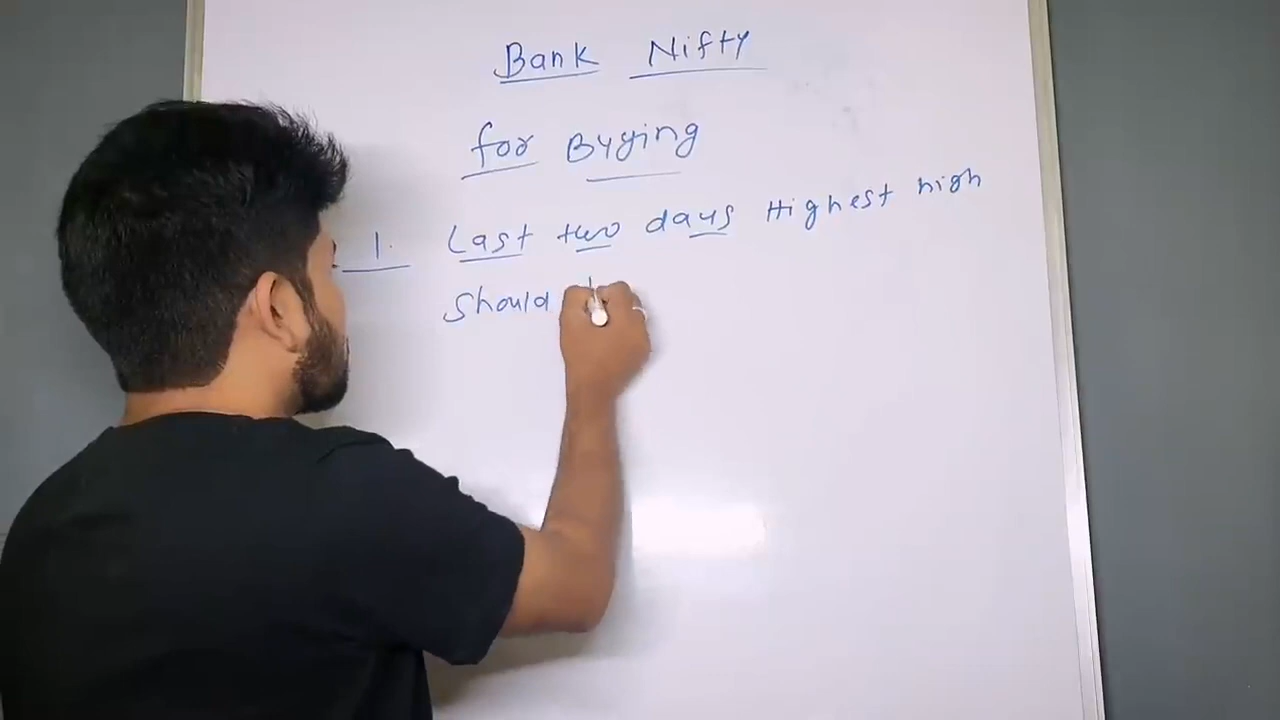 Bank Nifty
for Buying
1. Last two days Highest high
should